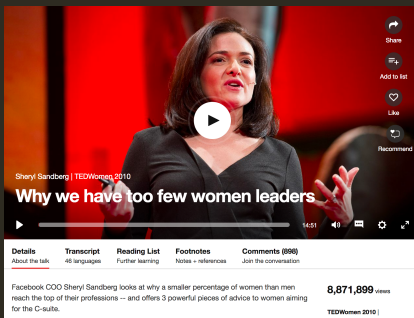 Share
Add to list
Like
Recommend
Sheryl Sandberg | TEDWomen 2010
Why we have too few women leaders
14:51
Details
About the talk
Transcript
46 languages
Reading List
Further learning
Footnotes
Notes + references
Comments (898)
Join the conversation
Facebook COO Sheryl Sandberg looks at why a smaller percentage of women than men
reach the top of their professions -- and offers 3 powerful pieces of advice to women aiming
for the C-suite.
8,871,899 views
TEDWomen 2010 |